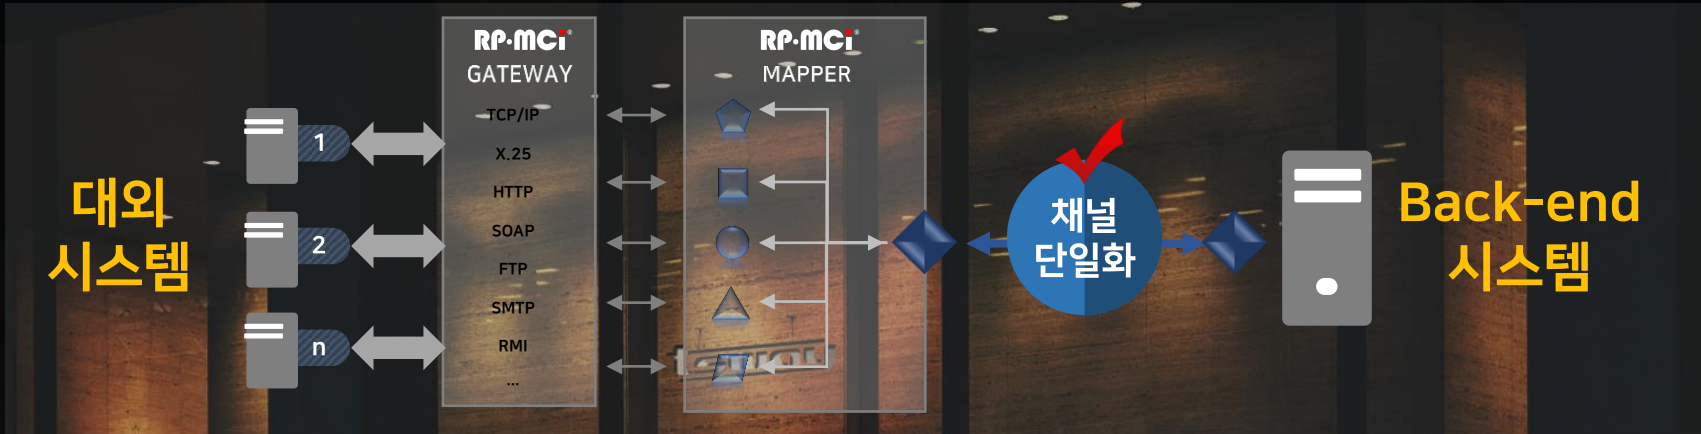 대외
시스템
1
2
n
RP·MCi®
GATEWAY
TCP/IP
X.25
HTTP
SOAP
FTP
SMTP
RMI
...
RP·MCi®
MAPPER
채널
단일화
Back-end
시스템